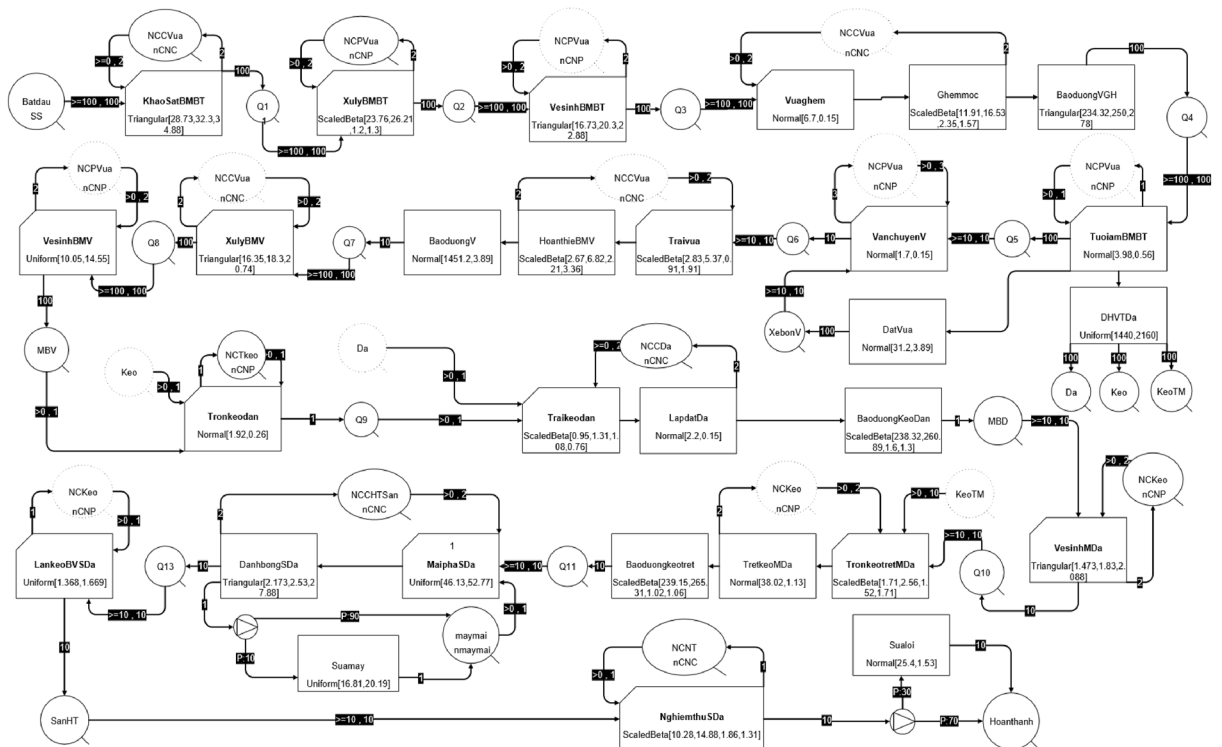 NCCVua
nCNC
>=0, 2
2
KhaoSatBMBT
Triangular[28.73,32.3,3
4.88]
Batdau
SS
>=100, 100
100
Q1
1
>=100, 100
NCPVua
nCNP
>0, 2
2
XulyBMBT
ScaledBeta[23.76,26.21
,1.2,1.3]
100
Q2
>=100, 100
NCPVua
nCNP
>0, 2
2
VesinhBMBT
Triangular[16.73,20.3,2
2.88]
100
Q3
>=100, 100
NCCVua
nCNC
>0, 2
2
Vuaghem
Normal[6.7,0.15]
Ghemmoc
ScaledBeta[11.91,16.53
,2.35,1.57]
BaoduongVGH
Triangular[234.32,250,2
78]
100
Q4
>=100, 100
NCPVua
nCNP
2
>0, 2
VesinhBMV
Uniform[10.05,14.55]
Q8
100
>=100, 100
NCCVua
nCNC
2
>0, 2
XulyBMV
Triangular[16.35,18.3,2
0.74]
Q7
10
>=100, 100
BaoduongV
Normal[1451.2,3.89]
NCCVua
nCNC
2
>0, 2
HoanthieBMV
ScaledBeta[2.67,6.82,2
.21,3.36]
Traivua
ScaledBeta[2.83,5.37,0
.91,1.91]
>=10, 10
Q6
10
NCPVua
nCNP
3
>0, 3
VanchuyenV
Normal[1.7,0.15]
>=10, 10
Q5
100
NCPVua
nCNP
>0, 1
1
TuoiamBMBT
Normal[3.98,0.56]
>=10, 10
XebonV
100
DatVua
Normal[31.2,3.89]
DHVTDa
Uniform[1440,2160]
100
100
100
Da
Keo
KeoTM
100
MBV
>0, 1
Keo
>0, 1
NCTkeo
nCNP
1
>0, 1
Tronkeodan
Normal[1.92,0.26]
1
Q9
>0, 1
Da
>0, 1
NCCDa
nCNC
>=0, 2
2
Traikeodan
ScaledBeta[0.95,1.31,1.
08,0.76]
LapdatDa
Normal[2.2,0.15]
BaoduongKeoDan
ScaledBeta[238.32,260
.89,1.6,1.3]
1
MBD
>=10, 10
NCKeo
nCNP
>0, 2
2
VesinhMDa
Triangular[1.473,1.83,2
.088]
10
Q10
>=10, 10
KeoTM
>0, 10
NCKeo
nCNP
2
>0, 2
TronkeotretMDa
ScaledBeta[1.71,2.56,1.
52,1.71]
TretkeoMDa
Normal[38.02,1.13]
Baoduongkeotret
ScaledBeta[239.15,265.
31,1.02,1.06]
10
Q11
>=10, 10
NCCHTSan
nCNC
2
>0, 2
1
MaiphaSDa
Uniform[46.13,52.77]
DanhbongSDa
Triangular[2.173,2.53,2
7.88]
10
Q13
>=10, 10
NCKeo
nCNP
1
>0, 1
LankeoBVSDa
Uniform[1.368,1.669]
1
P:90
P:10
Suamay
Uniform[16.81,20.19]
1
maymai
nmaymai
>0, 1
10
SanHT
>=10, 10
NCNT
nCNC
>0, 1
1
NghiemthuSDa
ScaledBeta[10.28,14.88,1.86,1.31]
10
P:30
P:70
Sualoi
Normal[25.4,1.53]
10
Hoanthanh